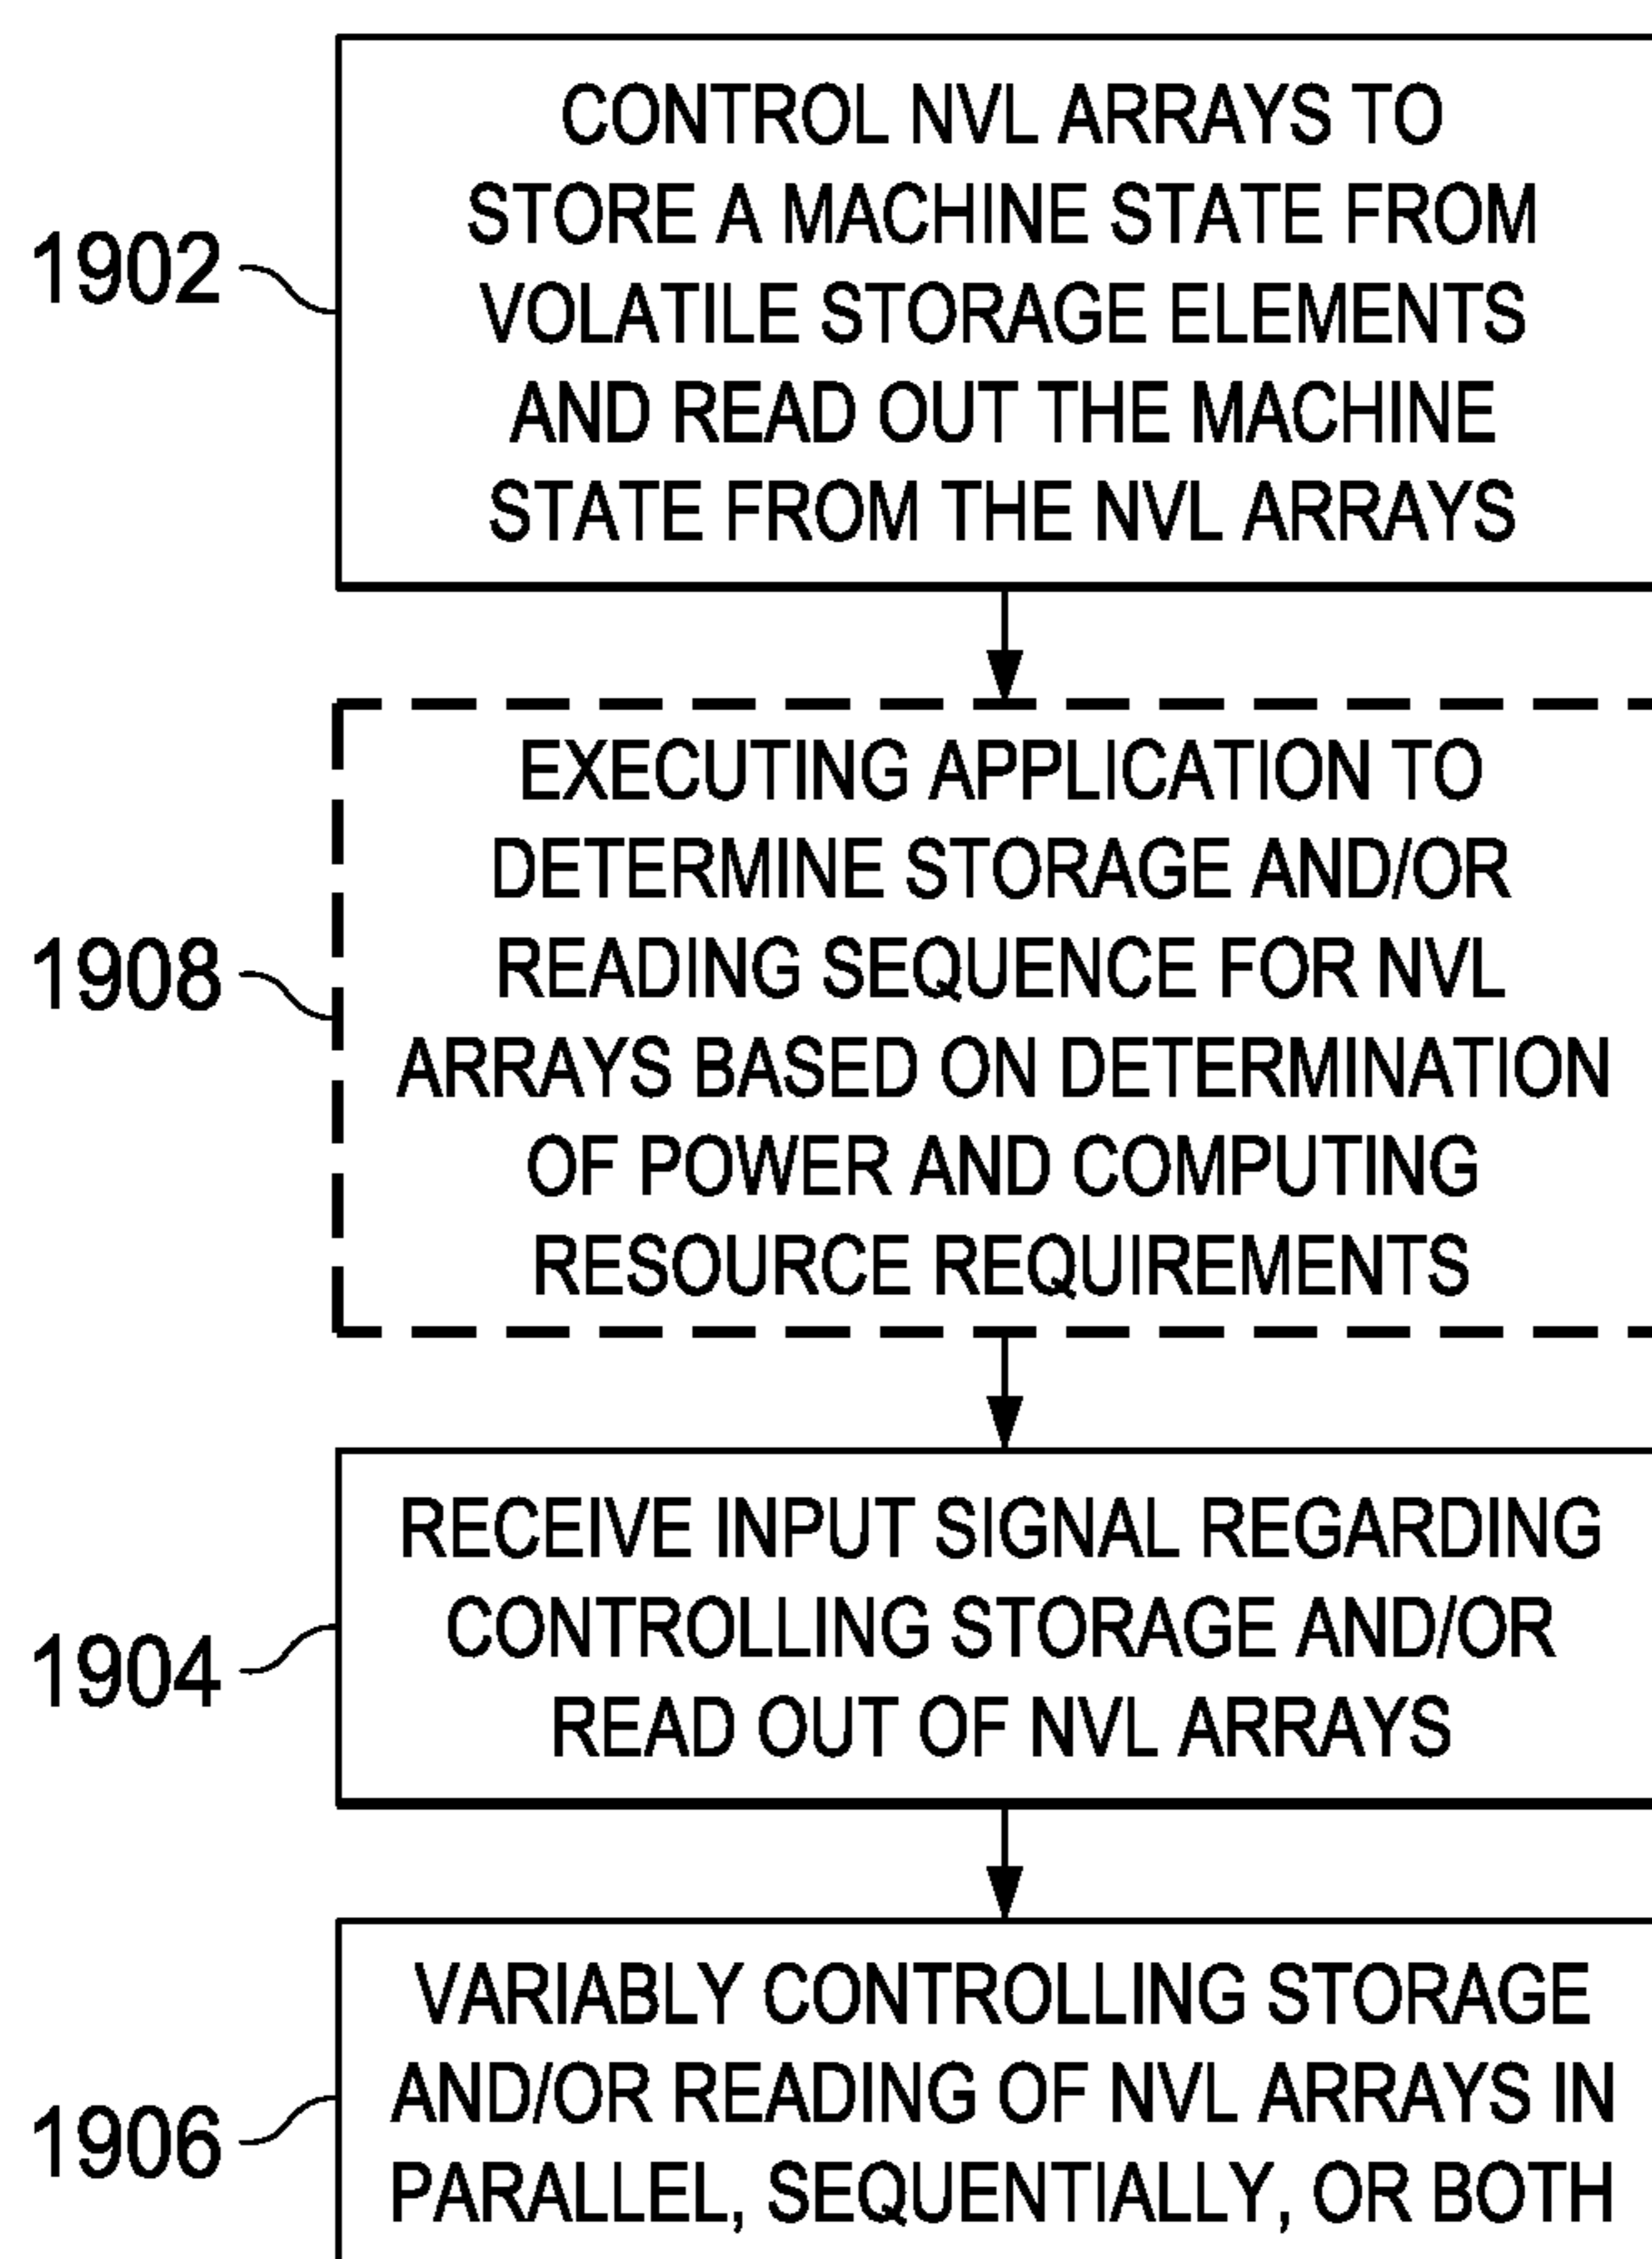 CONTROL NVL ARRAYS TO
STORE A MACHINE STATE FROM
1902
VOLATILE STORAGE ELEMENTS
AND READ OUT THE MACHINE
STATE FROM THE NVL ARRAYS
EXECUTING APPLICATION TO
DETERMINE STORAGE AND/OR
1908
READING SEQUENCE FOR NVL
ARRAYS BASED ON DETERMINATION
OF POWER AND COMPUTING
RESOURCE REQUIREMENTS
RECEIVE INPUT SIGNAL REGARDING
CONTROLLING STORAGE AND/OR
1904
READ OUT OF NVL ARRAYS
VARIABLY CONTROLLING STORAGE
AND/OR READING OF NVL ARRAYS IN
1906
PARALLEL, SEQUENTIALLY, OR BOTH